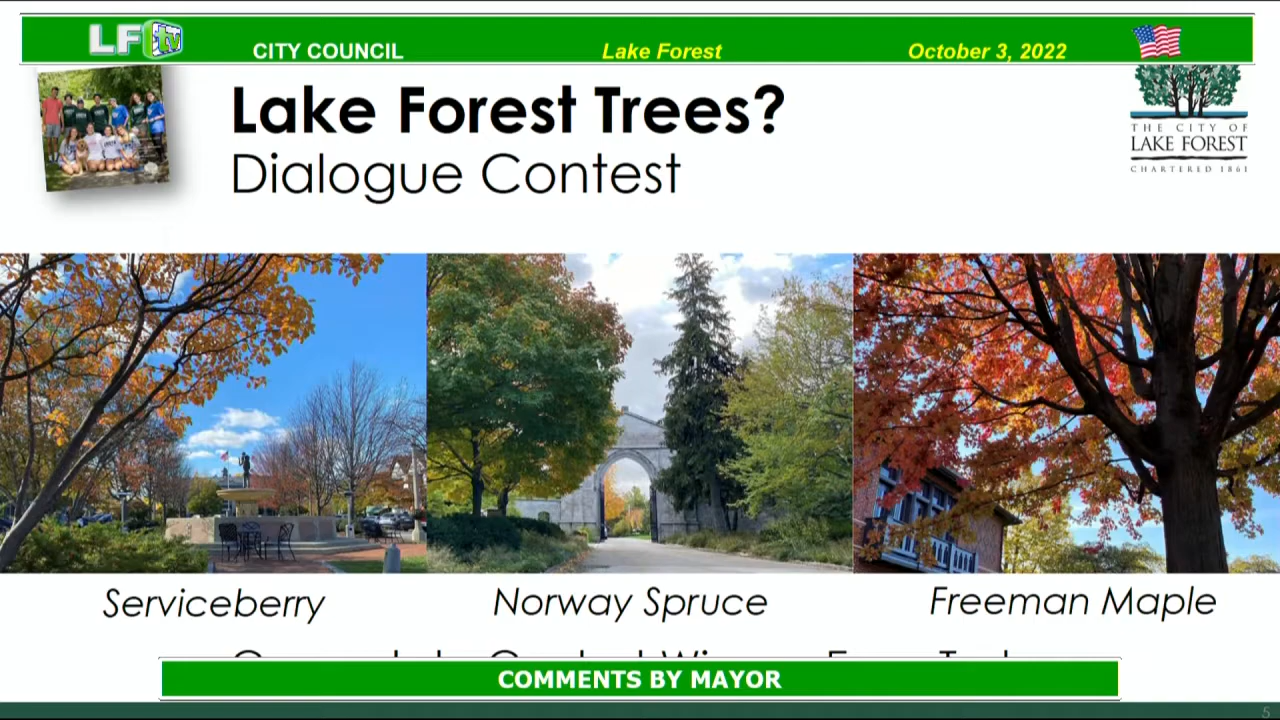 LF tv
CITY COUNCIL
Lake Forest
October 3, 2022
Lake Forest Trees?
Dialogue Contest
THE CITY OF
LAKE FOREST
CHARTERED 1861
Serviceberry
Norway Spruce
Freeman Maple
COMMENTS BY MAYOR
5